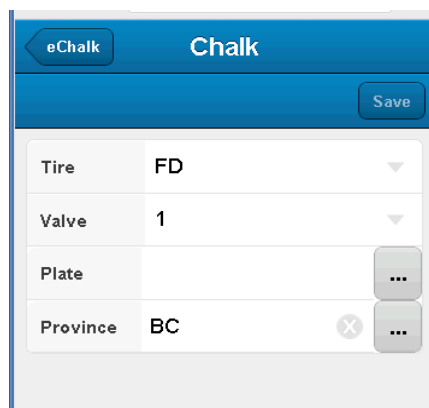 eChalk Chalk
Save
Tire FD
Valve 1
Plate ...
Province BC ...